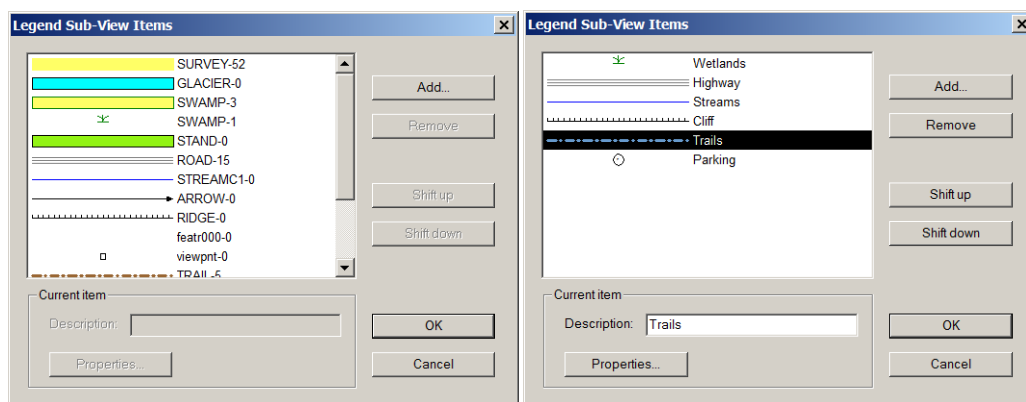 Legend Sub-View Items
SURVEY-52
GLACIER-0
SWAMP-3
SWAMP-1
STAND-0
ROAD-15
STREAMC1-0
ARROW-0
RIDGE-0
featr000-0
viewpnt-0
TRAIL-5
Add...
Remove
Shift up
Shift down
Current item
Description:
Properties...
OK
Cancel
Legend Sub-View Items
Wetlands
Highway
Streams
Cliff
Trails
Parking
Add...
Remove
Shift up
Shift down
Current item
Description: Trails
Properties...
OK
Cancel